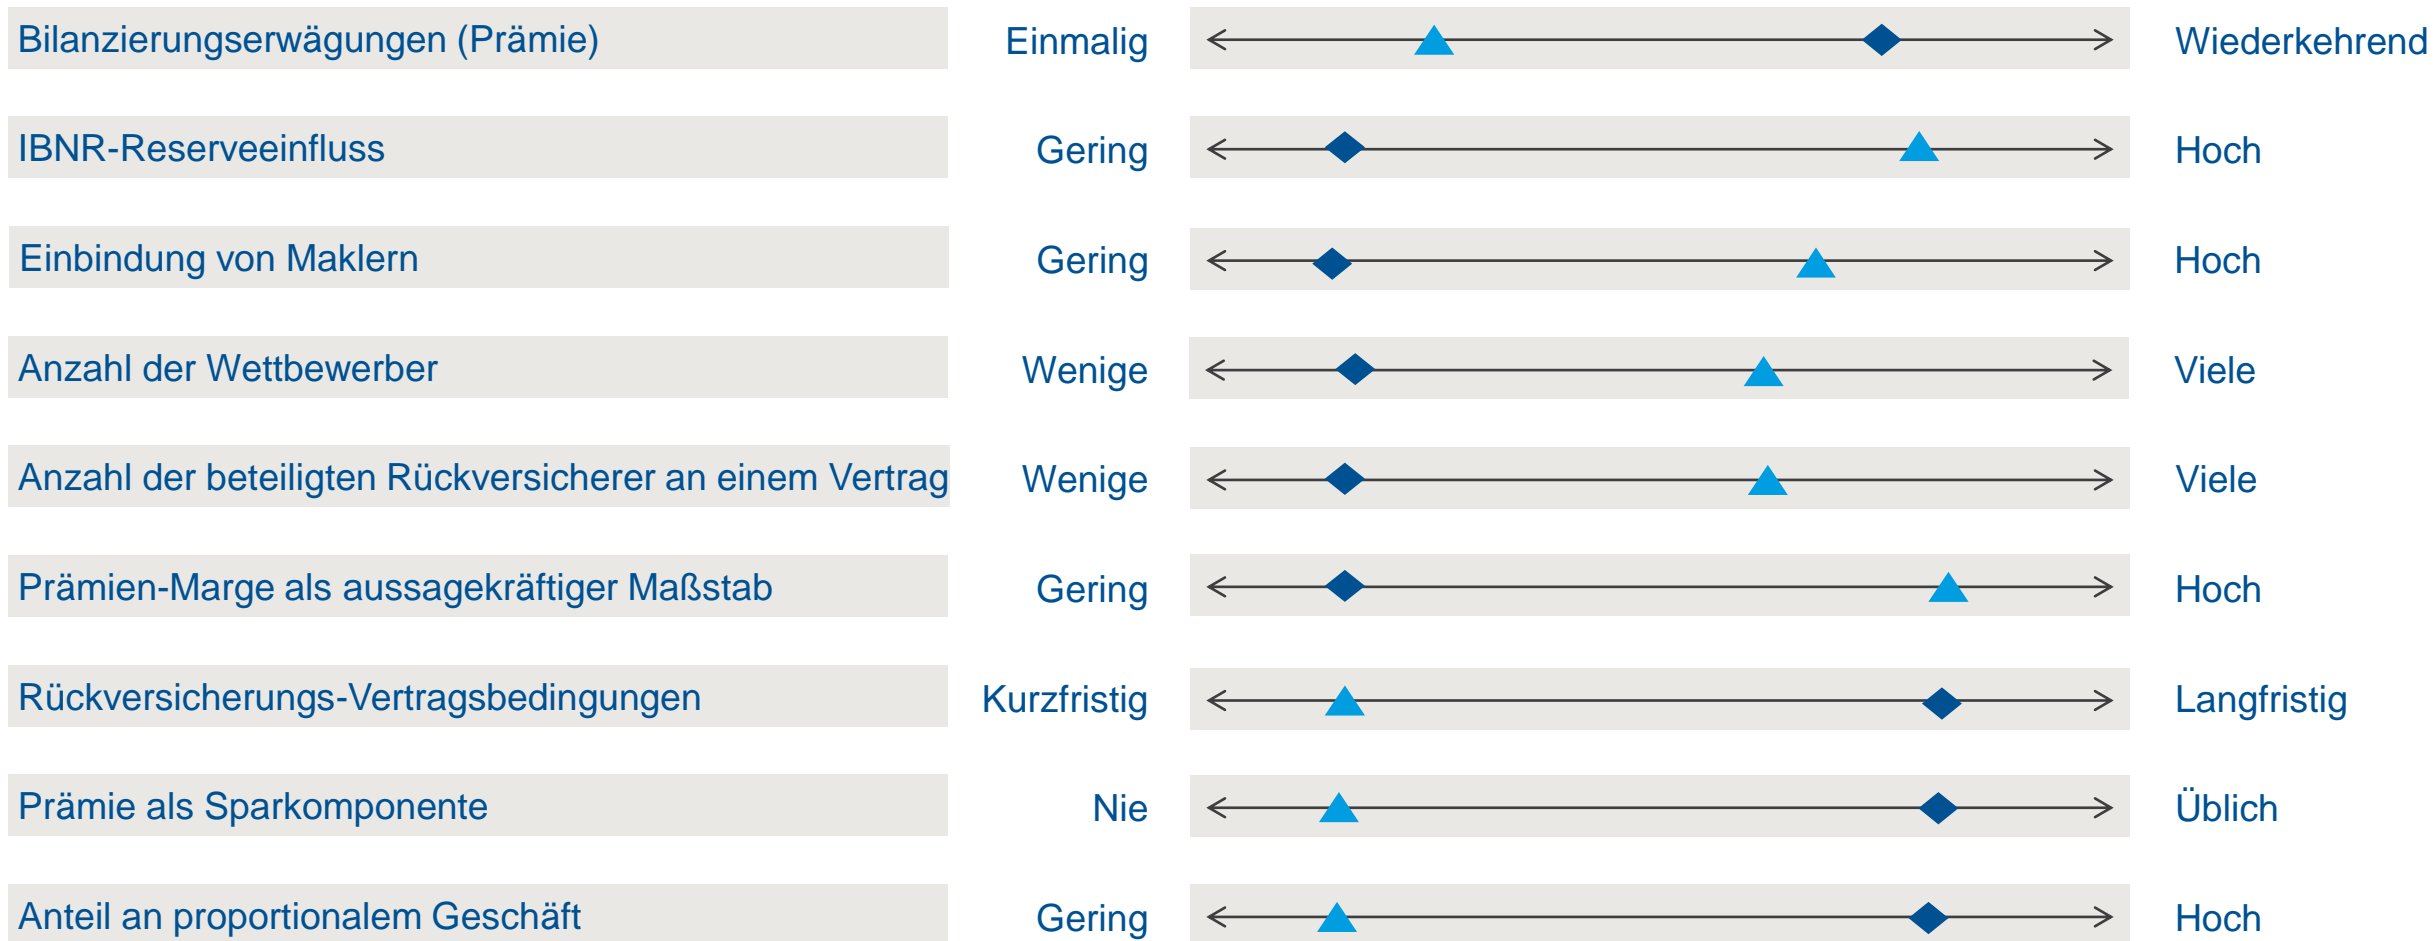 Bilanzierungserwägungen (Prämie) Einmalig Wiederkehrend
IBNR-Reserveeinfluss Gering Hoch
Einbindung von Maklern Gering Hoch
Anzahl der Wettbewerber Wenige Viele
Anzahl der beteiligten Rückversicherer an einem Vertrag Wenige Viele
Prämien-Marge als aussagekräftiger Maßstab Gering Hoch
Rückversicherungs-Vertragsbedingungen Kurzfristig Langfristig
Prämie als Sparkomponente Nie Üblich
Anteil an proportionalem Geschäft Gering Hoch